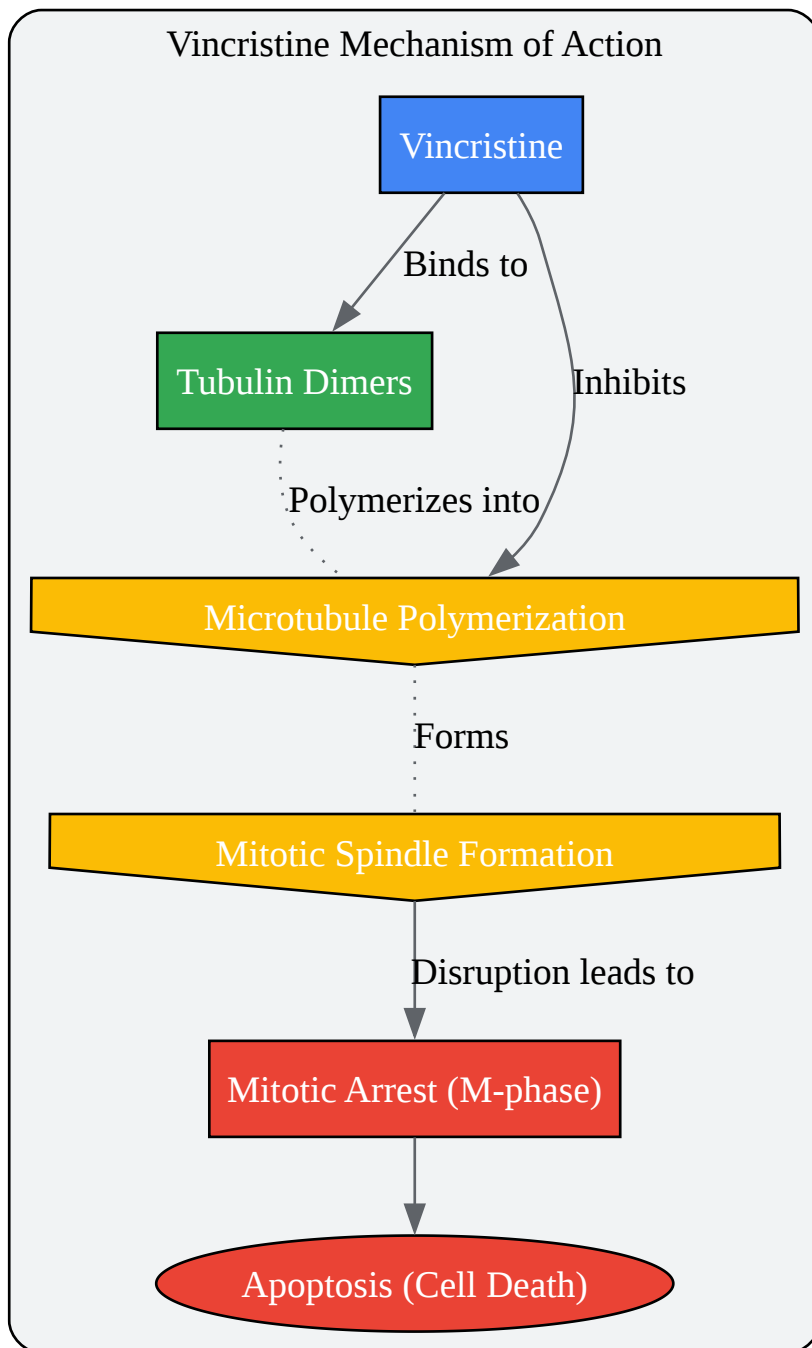 Vincristine Mechanism of Action
Vincristine
Binds to
Tubulin Dimers
Inhibits
Polymerizes into
Microtubule Polymerization
Forms
Mitotic Spindle Formation
Disruption leads to
Mitotic Arrest (M-phase)
Apoptosis (Cell Death)